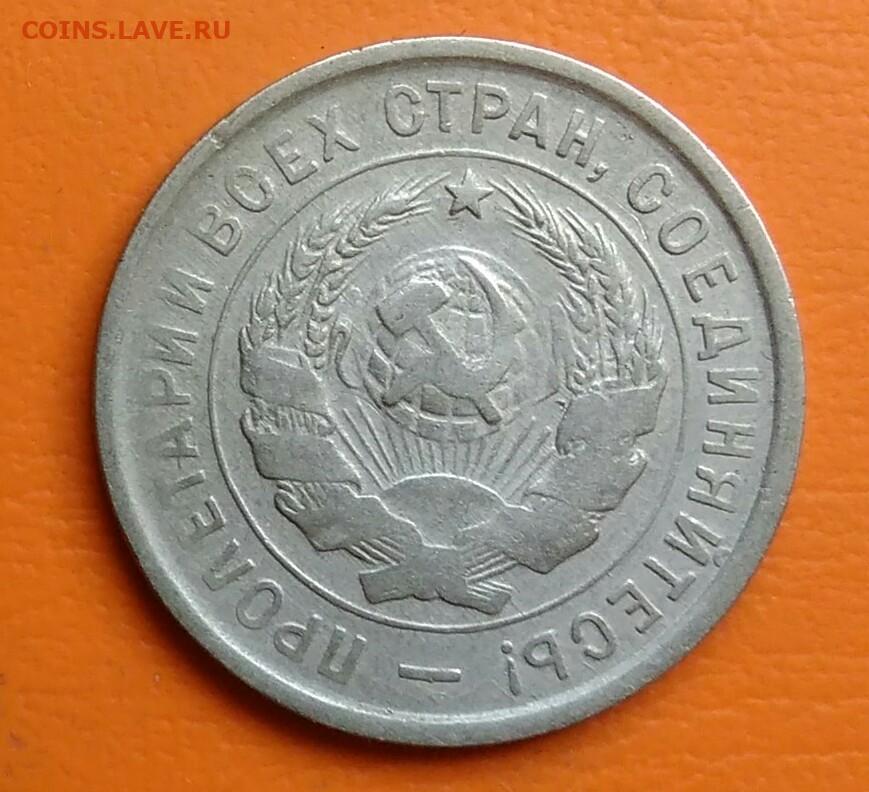 COINS.LAVE.RU
ПРОЛЕТАРИИ ВСЕХ СТРАН, СОЕДИНЯЙТЕСЬ! —